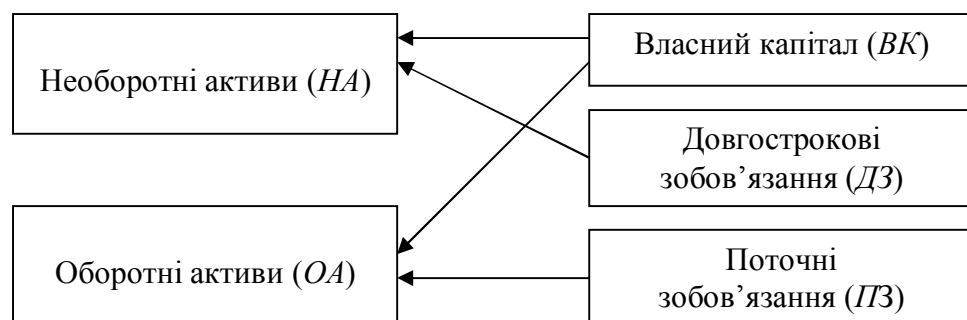 Необоротні активи (НА)
Оборотні активи (ОА)
Власний капітал (ВК)
Довгострокові
зобов’язання (ДЗ)
Поточні
зобов’язання (ПЗ)